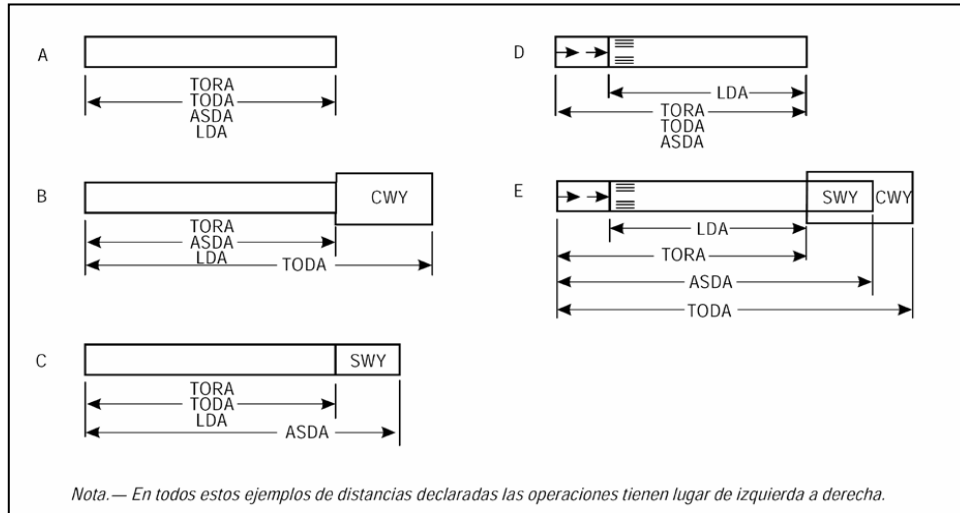 A
TORA
TODA
ASDA
LDA
B
CWY
TORA
ASDA
LDA
TODA
C
SWY
TORA
TODA
LDA
ASDA
D
LDA
TORA
TODA
ASDA
E
SWY
CWY
LDA
TORA
ASDA
TODA
Nota.— En todos estos ejemplos de distancias declaradas las operaciones tienen lugar de izquierda a derecha.